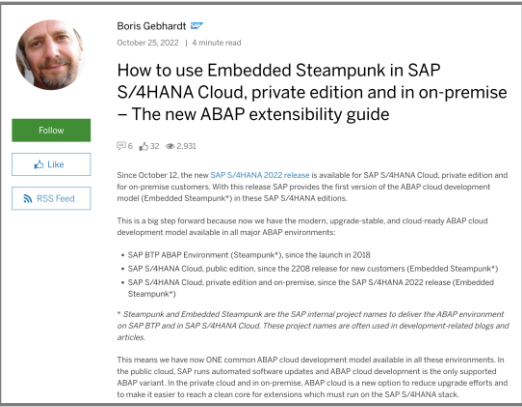 Boris Gebhardt SAP
October 25, 2022 | 4 minute read
How to use Embedded Steampunk in SAP
S/4HANA Cloud, private edition and in on-premise
– The new ABAP extensibility guide
6 32 2,931
Follow
Like
RSS Feed
Since October 12, the new SAP S/4HANA 2022 release is available for SAP S/4HANA Cloud, private edition and
for on-premise customers. With this release SAP provides the first version of the ABAP cloud development
model (Embedded Steampunk*) in these SAP S/4HANA editions.
This is a big step forward because now we have the modern, upgrade-stable, and cloud-ready ABAP cloud
development model available in all major ABAP environments:
• SAP BTP ABAP Environment (Steampunk*), since the launch in 2018
• SAP S/4HANA Cloud, public edition, since the 2208 release for new customers (Embedded Steampunk*)
• SAP S/4HANA Cloud, private edition and on-premise, since the SAP S/4HANA 2022 release (Embedded
Steampunk*)
* Steampunk and Embedded Steampunk are the SAP internal project names to deliver the ABAP environment
on SAP BTP and in SAP S/4HANA Cloud. These project names are often used in development-related blogs and
articles.
This means we have now ONE common ABAP cloud development model available in all these environments. In
the public cloud, SAP runs automated software updates and ABAP cloud development is the only supported
ABAP variant. In the private cloud and in on-premise, ABAP cloud is a new option to reduce upgrade efforts and
to make it easier to reach a clean core for extensions which must run on the SAP S/4HANA stack.